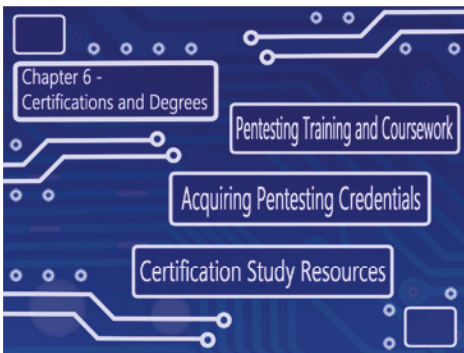 Chapter 6 -
Certifications and Degrees
Pentesting Training and Coursework
Acquiring Pentesting Credentials
Certification Study Resources